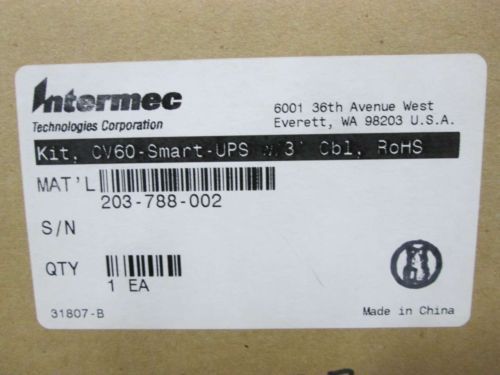 Intermec
Technologies Corporation
6001 36th Avenue West
Everett, WA 98203 U.S.A.
Kit, CV60-Smart-UPS w/3' Cbl, RoHS
MAT'L
203-788-002
S/N
QTY
1 EA
31807-B
Made in China